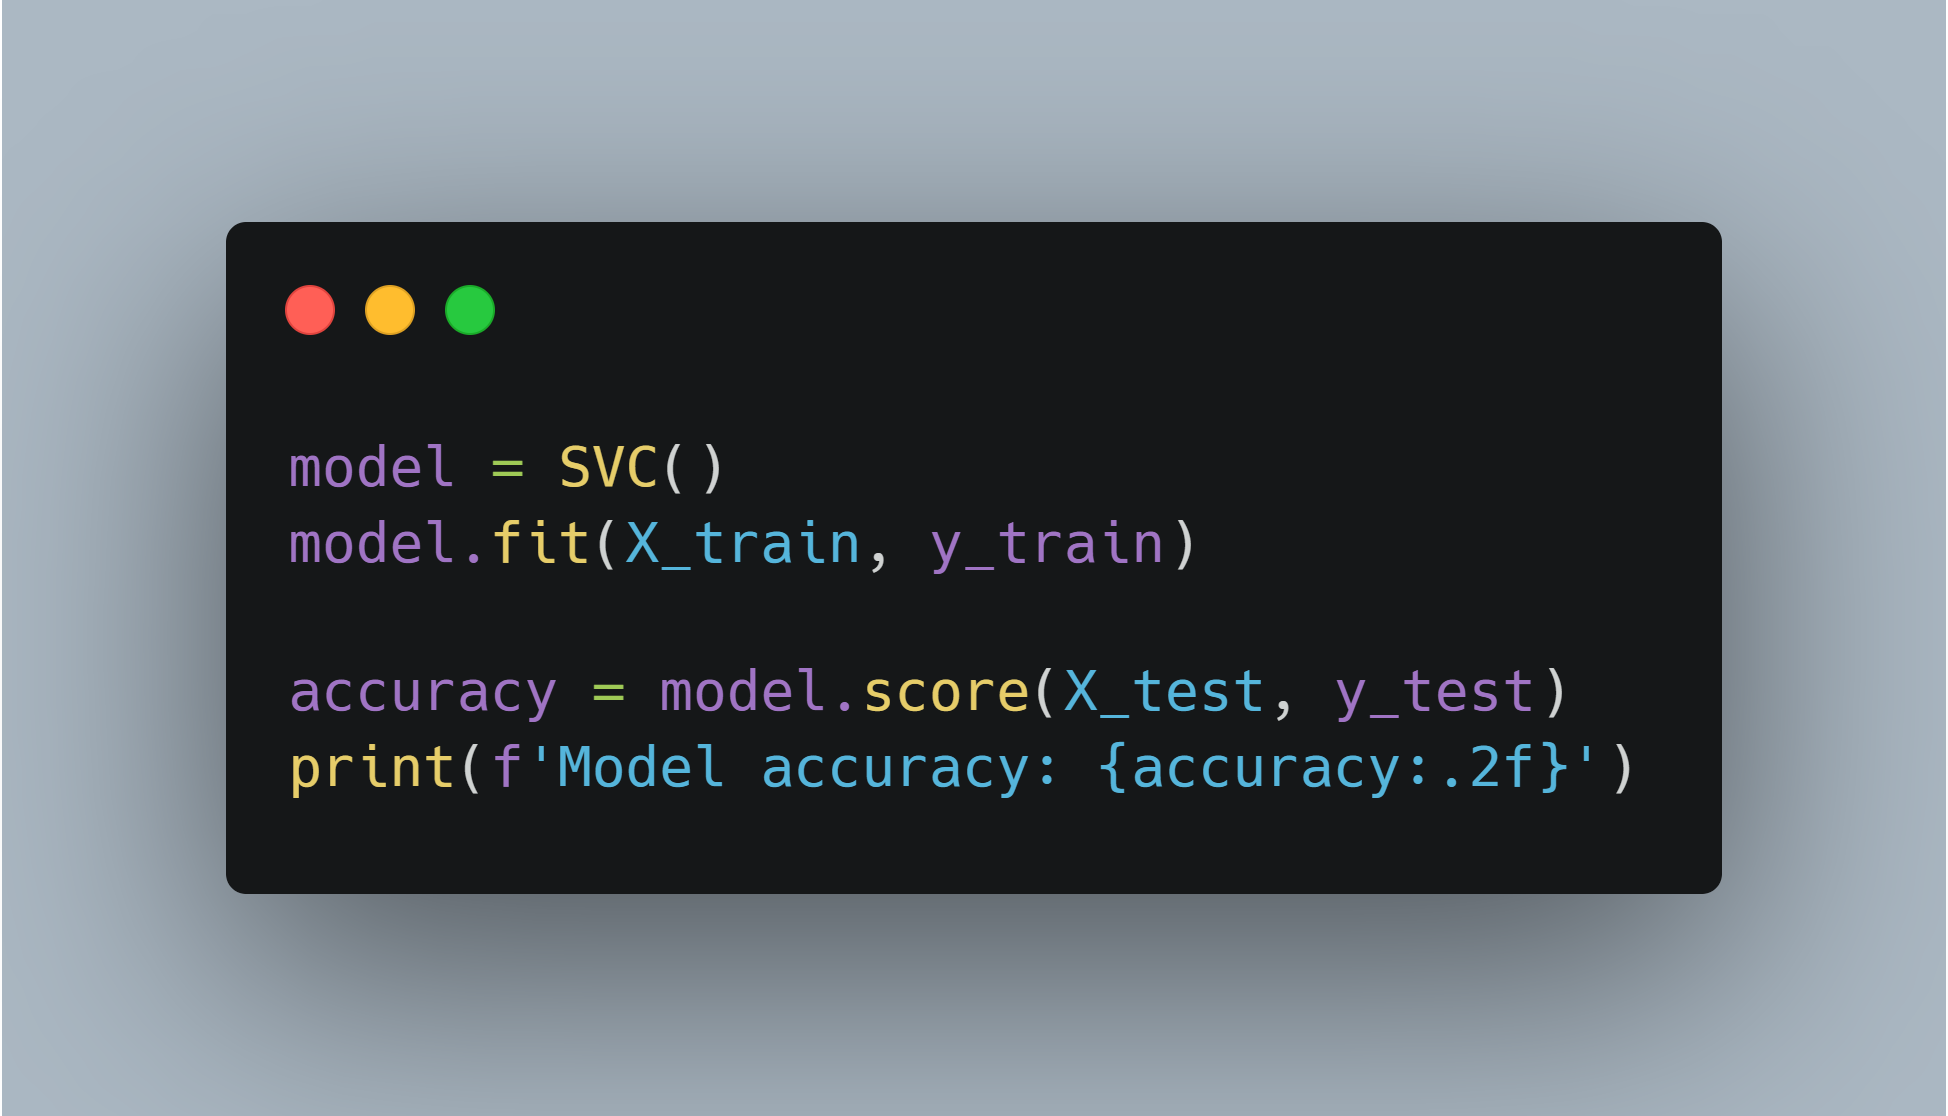 model = SVC()
model.fit(X_train, y_train)
accuracy = model.score(X_test, y_test)
print(f'Model accuracy: {accuracy:.2f}')